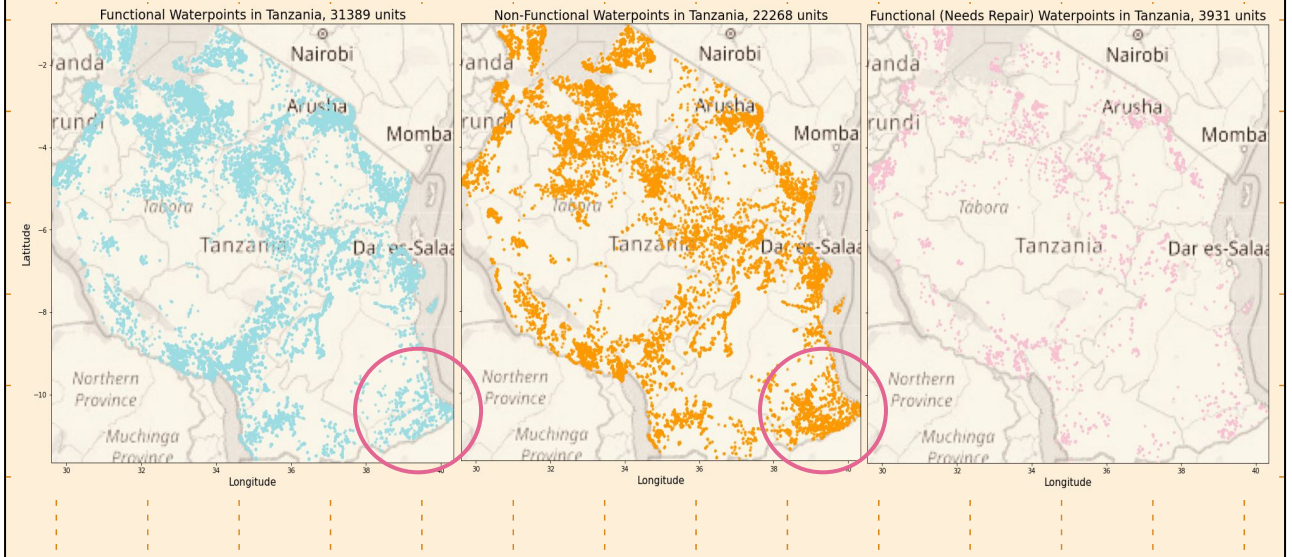 Functional Waterpoints in Tanzania, 31389 units
Nairobi
anda
Arusha
rundi
Momba
Tabora
Tanzania
Dar es-Salaa
Northern
Province
Muchinga
Province
Latitude
−2
−4
−6
−8
−10
30
32
34
36
38
40
Longitude
Non-Functional Waterpoints in Tanzania, 22268 units
Nairobi
anda
Arusha
rundi
Momba
Tabora
Tanzania
Dar es-Salaa
Northern
Province
Muchinga
Province
30
32
34
36
38
40
Longitude
Functional (Needs Repair) Waterpoints in Tanzania, 3931 units
Nairobi
anda
Arusha
rundi
Momba
Tabora
Tanzania
Dar es-Salaa
Northern
Province
Muchinga
Province
30
32
34
36
38
40
Longitude